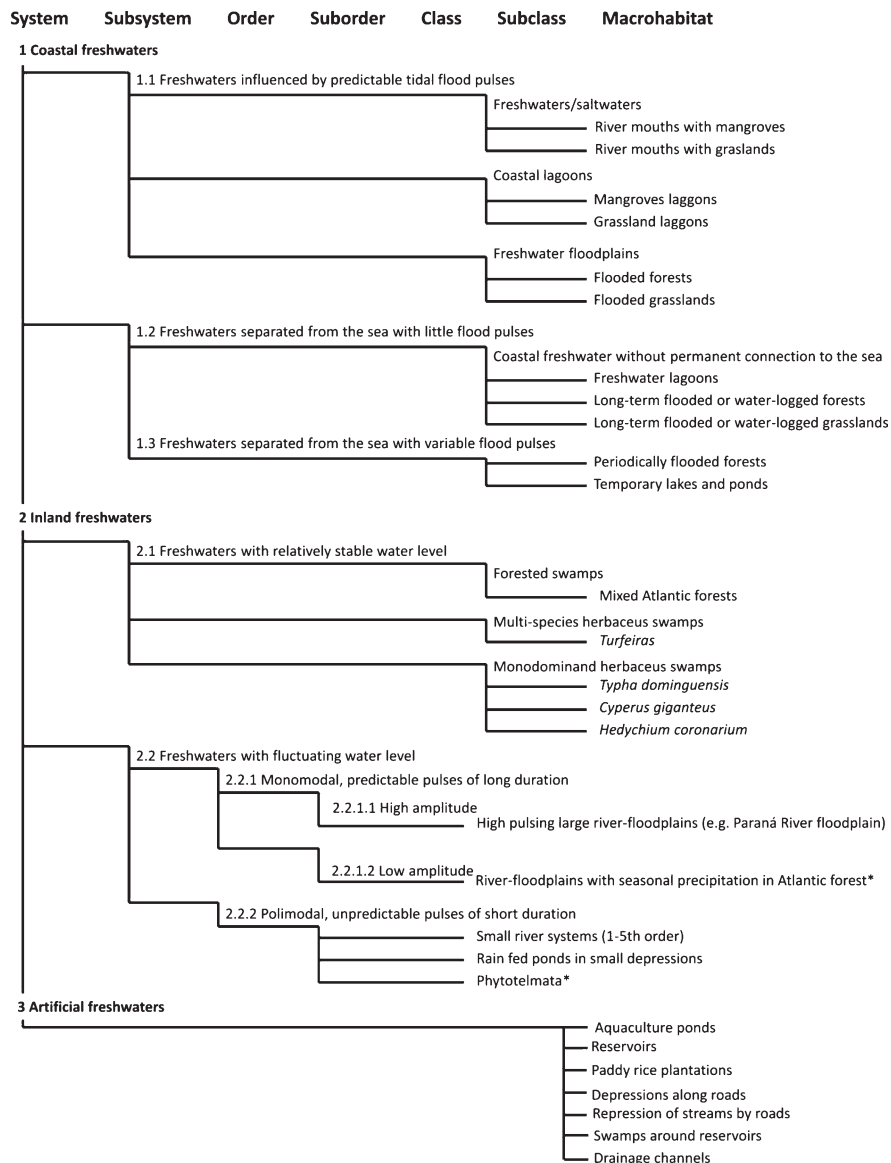 System Subsystem Order Suborder Class Subclass Macrohabitat
1 Coastal freshwaters
1.1 Freshwaters influenced by predictable tidal flood pulses
Freshwaters/saltwaters
River mouths with mangroves
River mouths with graslands
Coastal lagoons
Mangroves laggons
Grassland laggons
Freshwater floodplains
Flooded forests
Flooded grasslands
1.2 Freshwaters separated from the sea with little flood pulses
Coastal freshwater without permanent connection to the sea
Freshwater lagoons
Long-term flooded or water-logged forests
Long-term flooded or water-logged grasslands
1.3 Freshwaters separated from the sea with variable flood pulses
Periodically flooded forests
Temporary lakes and ponds
2 Inland freshwaters
2.1 Freshwaters with relatively stable water level
Forested swamps
Mixed Atlantic forests
Multi-species herbaceus swamps
Turfeiras
Monodominand herbaceus swamps
Typha dominguensis
Cyperus giganteus
Hedychium coronarium
2.2 Freshwaters with fluctuating water level
2.2.1 Monomodal, predictable pulses of long duration
2.2.1.1 High amplitude
High pulsing large river-floodplains (e.g. Paraná River floodplain)
2.2.1.2 Low amplitude
River-floodplains with seasonal precipitation in Atlantic forest*
2.2.2 Polimodal, unpredictable pulses of short duration
Small river systems (1-5th order)
Rain fed ponds in small depressions
Phytotelmata*
3 Artificial freshwaters
Aquaculture ponds
Reservoirs
Paddy rice plantations
Depressions along roads
Repression of streams by roads
Swamps around reservoirs
Drainage channels